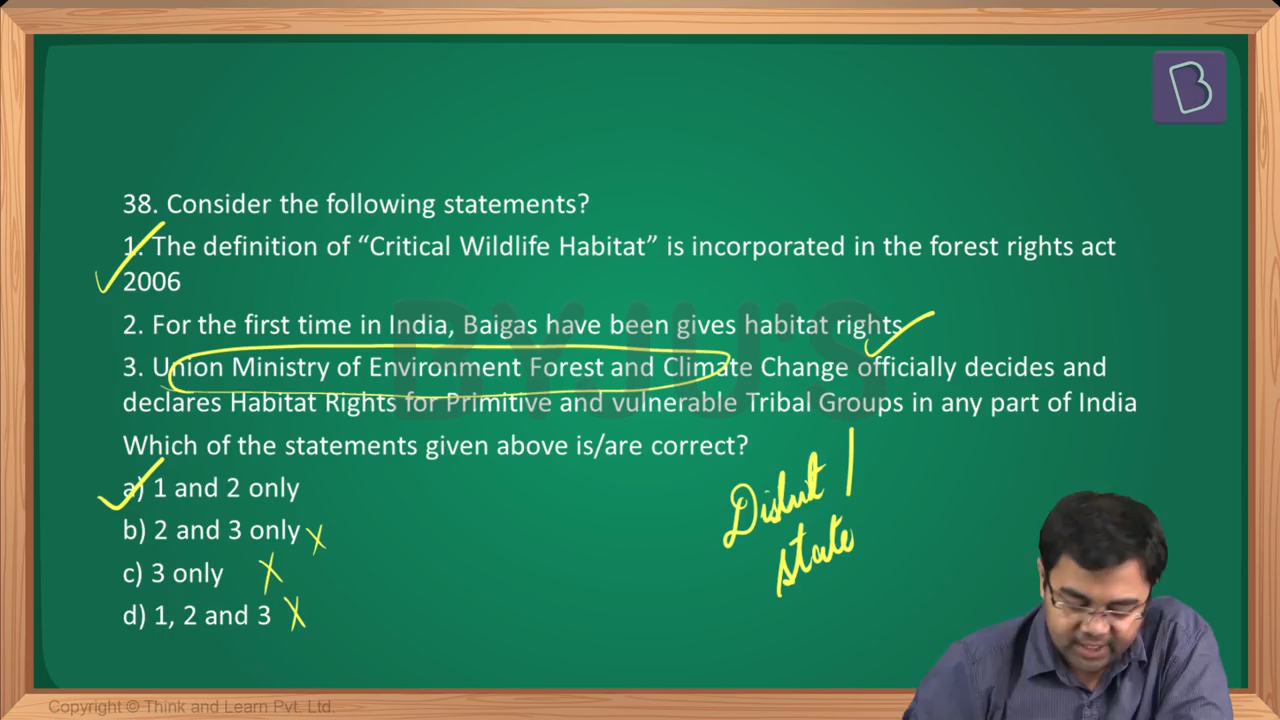 B
38. Consider the following statements?
1. The definition of “Critical Wildlife Habitat” is incorporated in the forest rights act
2006
2. For the first time in India, Baigas have been gives habitat rights
3. Union Ministry of Environment Forest and Climate Change officially decides and
declares Habitat Rights for Primitive and vulnerable Tribal Groups in any part of India
BYJU'S
Which of the statements given above is/are correct?
a) 1 and 2 only
b) 2 and 3 only
c) 3 only
d) 1, 2 and 3
District /
state
Copyright © Think and Learn Pvt. Ltd.